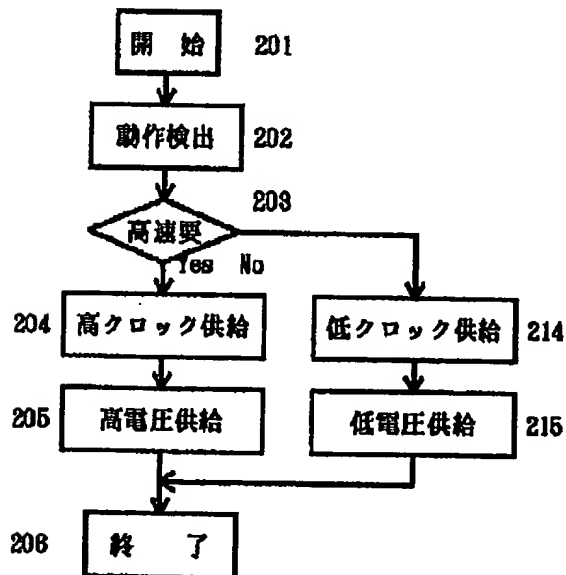 開　始 201
動作検出 202
203
高速要
Yes No
204 高クロック供給 低クロック供給 214
205 高電圧供給 低電圧供給 215
206 終　了